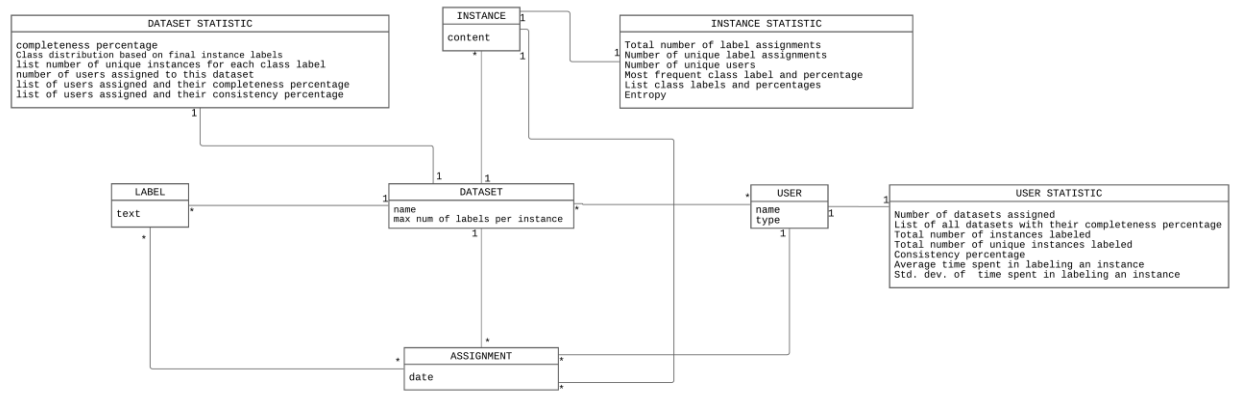 DATASET STATISTIC
completeness percentage
Class distribution based on final instance labels
list number of unique instances for each class label
number of users assigned to this dataset
list of users assigned and their completeness percentage
list of users assigned and their consistency percentage
1
INSTANCE
content
1
*
1
INSTANCE STATISTIC
1
Total number of label assignments
Number of unique label assignments
Number of unique users
Most frequent class label and percentage
List class labels and percentages
Entropy
LABEL
text
*
*
1
1
1
DATASET
name
max num of labels per instance
*
1
*
USER
name
type
1
1
1
USER STATISTIC
Number of datasets assigned
List of all datasets with their completeness percentage
Total number of instances labeled
Total number of unique instances labeled
Consistency percentage
Average time spent in labeling an instance
Std. dev. of  time spent in labeling an instance
*
*
ASSIGNMENT
date
*
*